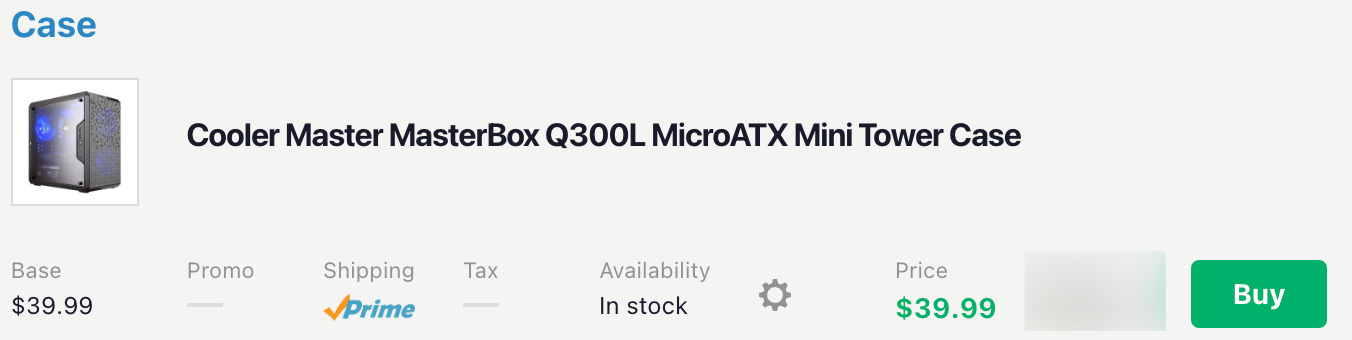 Case
Cooler Master MasterBox Q300L MicroATX Mini Tower Case
Base Promo Shipping Tax Availability Price
$39.99 — Prime — In stock $39.99 Buy